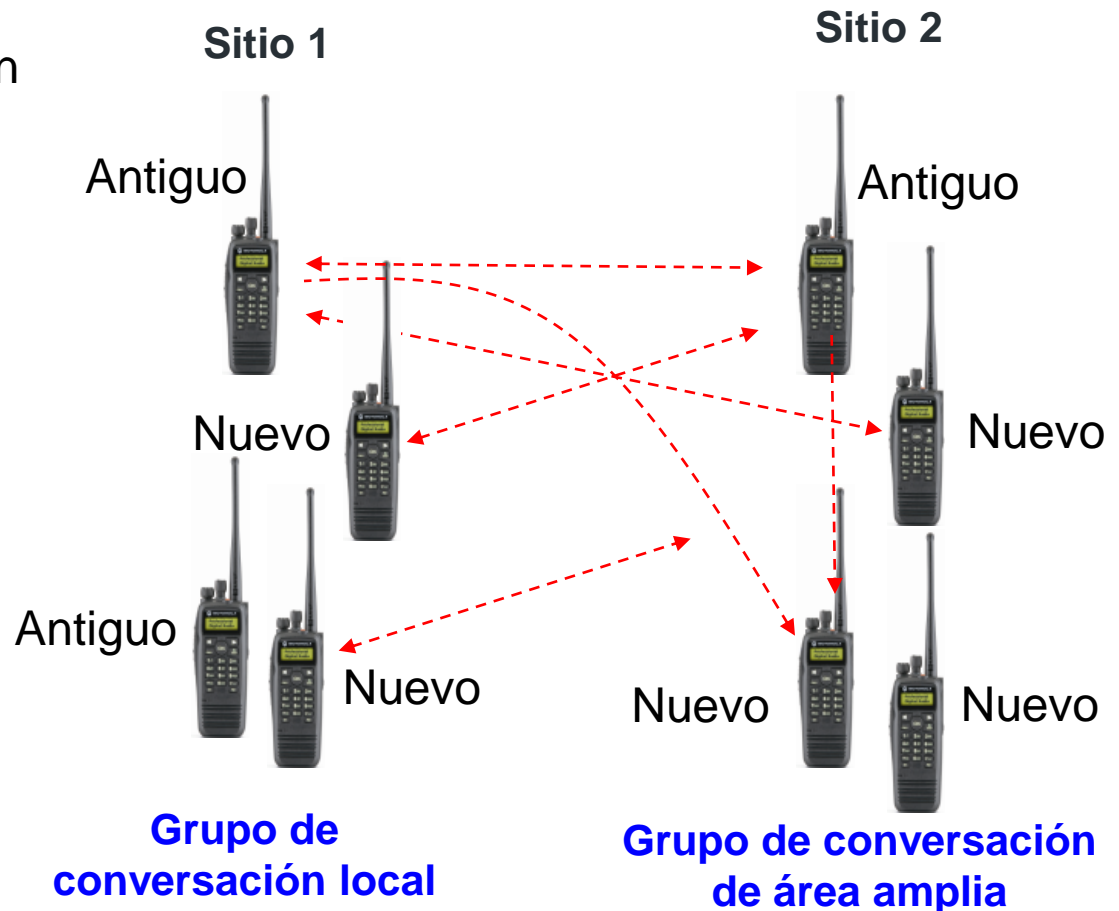 Sitio 1
Sitio 2
n
Antiguo
Antiguo
Nuevo
Nuevo
Antiguo
Nuevo
Nuevo
Nuevo
Grupo de
conversación local
Grupo de conversación
de área amplia